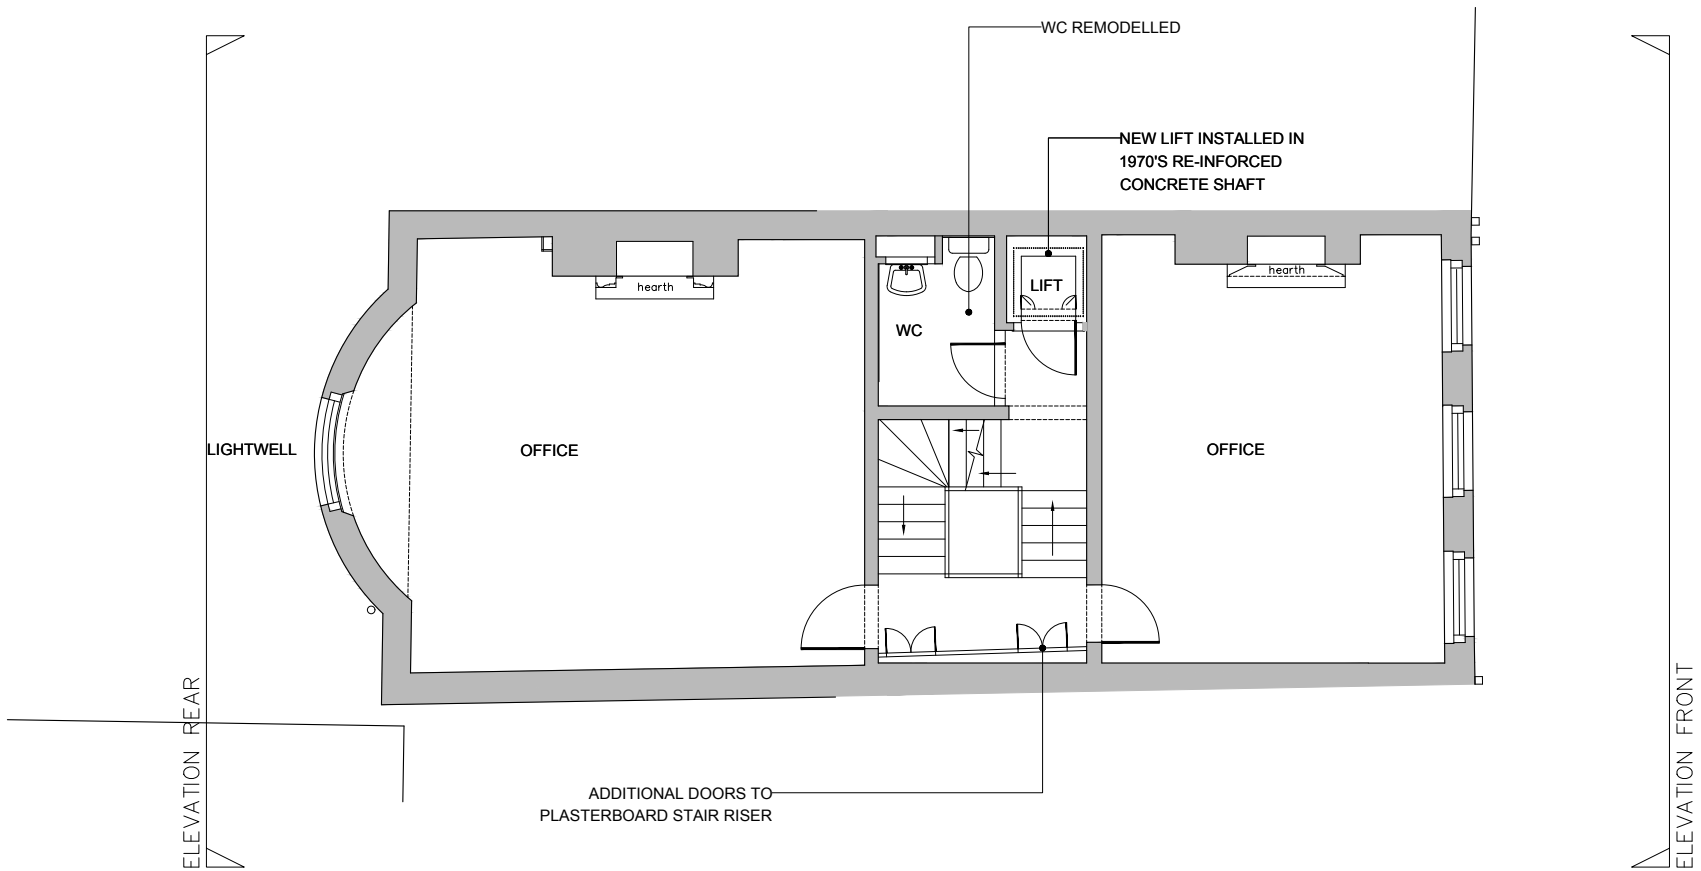 WC REMODELLED
NEW LIFT INSTALLED IN
1970'S RE-INFORCED
CONCRETE SHAFT
hearth
hearth
LIFT
WC
LIGHTWELL
OFFICE
OFFICE
ELEVATION REAR
ELEVATION FRONT
ADDITIONAL DOORS TO
PLASTERBOARD STAIR RISER